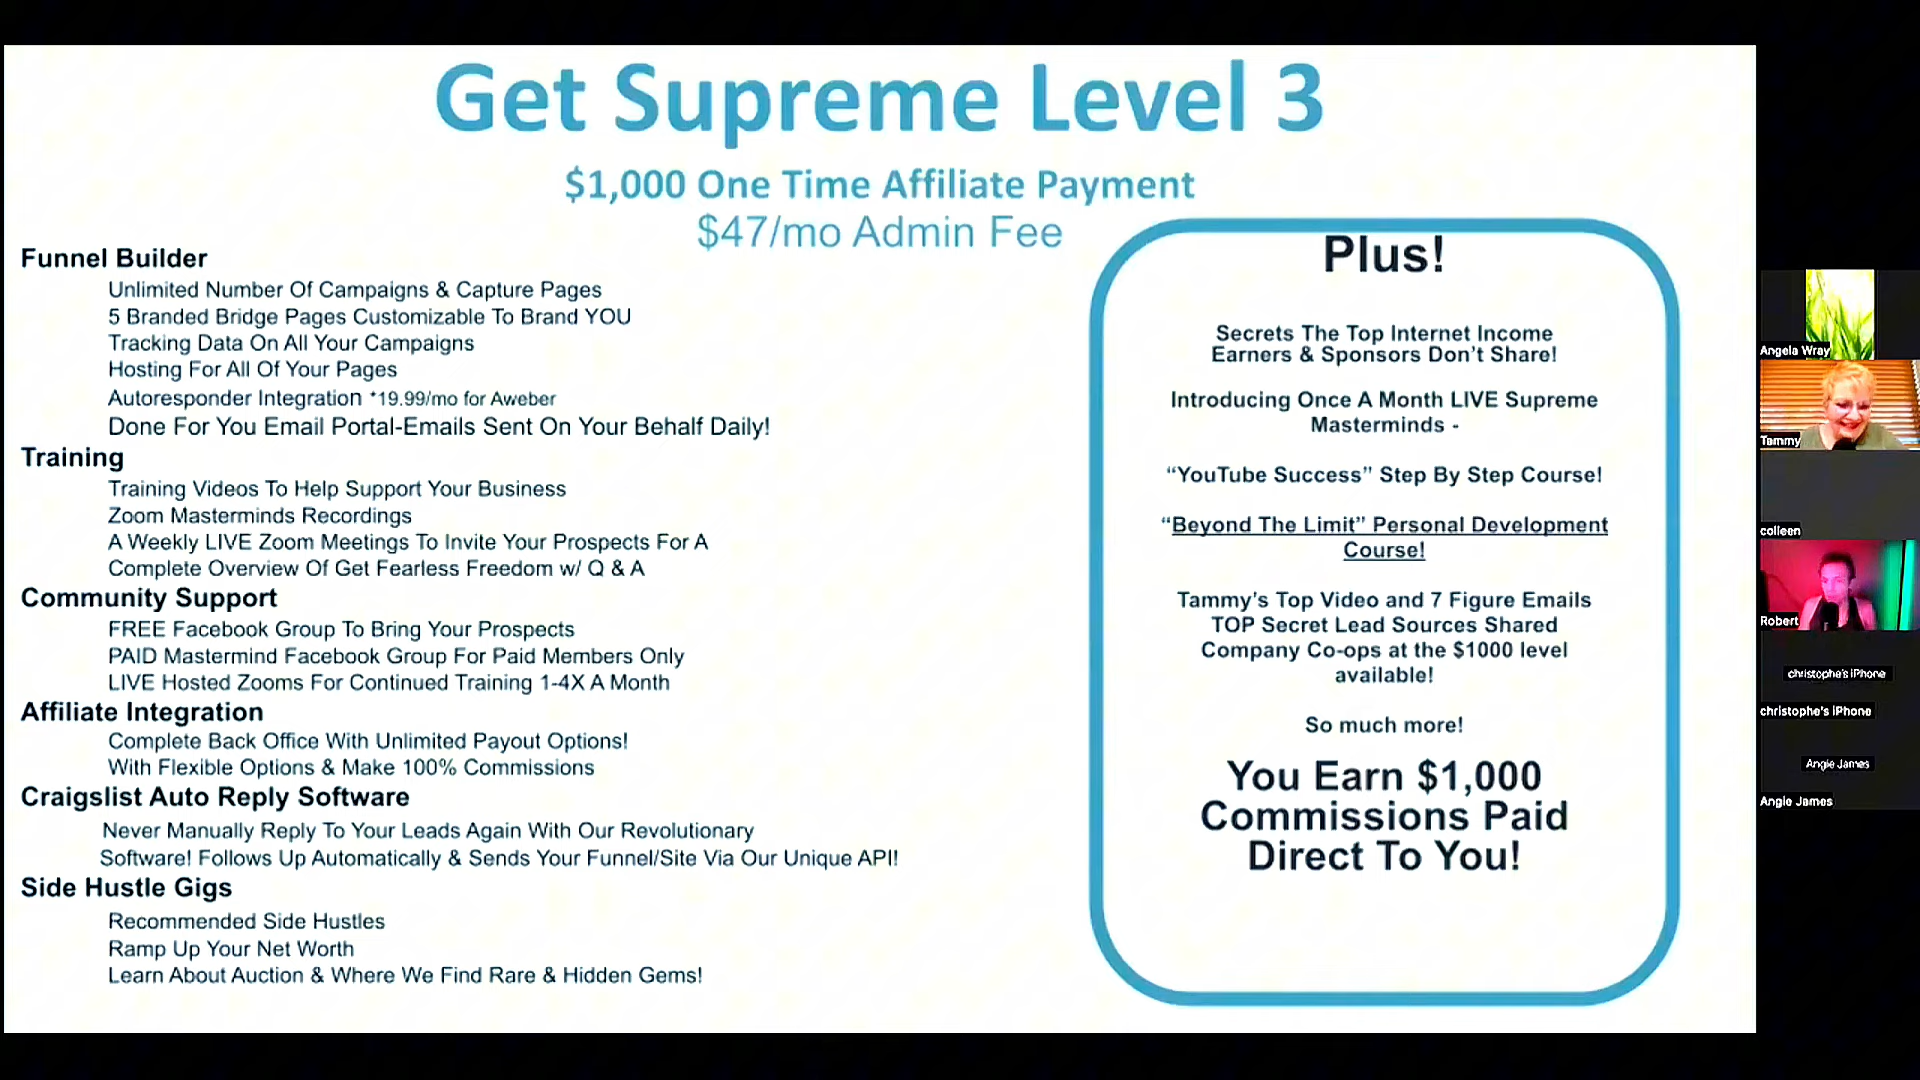 Get Supreme Level 3
$1,000 One Time Affiliate Payment
$47/mo Admin Fee
Funnel Builder
Unlimited Number Of Campaigns & Capture Pages
5 Branded Bridge Pages Customizable To Brand YOU
Tracking Data On All Your Campaigns
Hosting For All Of Your Pages
Autoresponder Integration *19.99/mo for Aweber
Done For You Email Portal-Emails Sent On Your Behalf Daily!
Training
Training Videos To Help Support Your Business
Zoom Masterminds Recordings
A Weekly LIVE Zoom Meetings To Invite Your Prospects For A
Complete Overview Of Get Fearless Freedom w/ Q & A
Community Support
FREE Facebook Group To Bring Your Prospects
PAID Mastermind Facebook Group For Paid Members Only
LIVE Hosted Zooms For Continued Training 1-4X A Month
Affiliate Integration
Complete Back Office With Unlimited Payout Options!
With Flexible Options & Make 100% Commissions
Craigslist Auto Reply Software
Never Manually Reply To Your Leads Again With Our Revolutionary
Software! Follows Up Automatically & Sends Your Funnel/Site Via Our Unique API!
Side Hustle Gigs
Recommended Side Hustles
Ramp Up Your Net Worth
Learn About Auction & Where We Find Rare & Hidden Gems!
Plus!
Secrets The Top Internet Income
Earners & Sponsors Don’t Share!
Introducing Once A Month LIVE Supreme
Masterminds -
“YouTube Success” Step By Step Course!
“Beyond The Limit” Personal Development
Course!
Tammy’s Top Video and 7 Figure Emails
TOP Secret Lead Sources Shared
Company Co-ops at the $1000 level
available!
So much more!
You Earn $1,000
Commissions Paid
Direct To You!
Angela Wray
Tammy
colleen
Robert
christophe's iPhone
christophe's iPhone
Angie James
Angie James